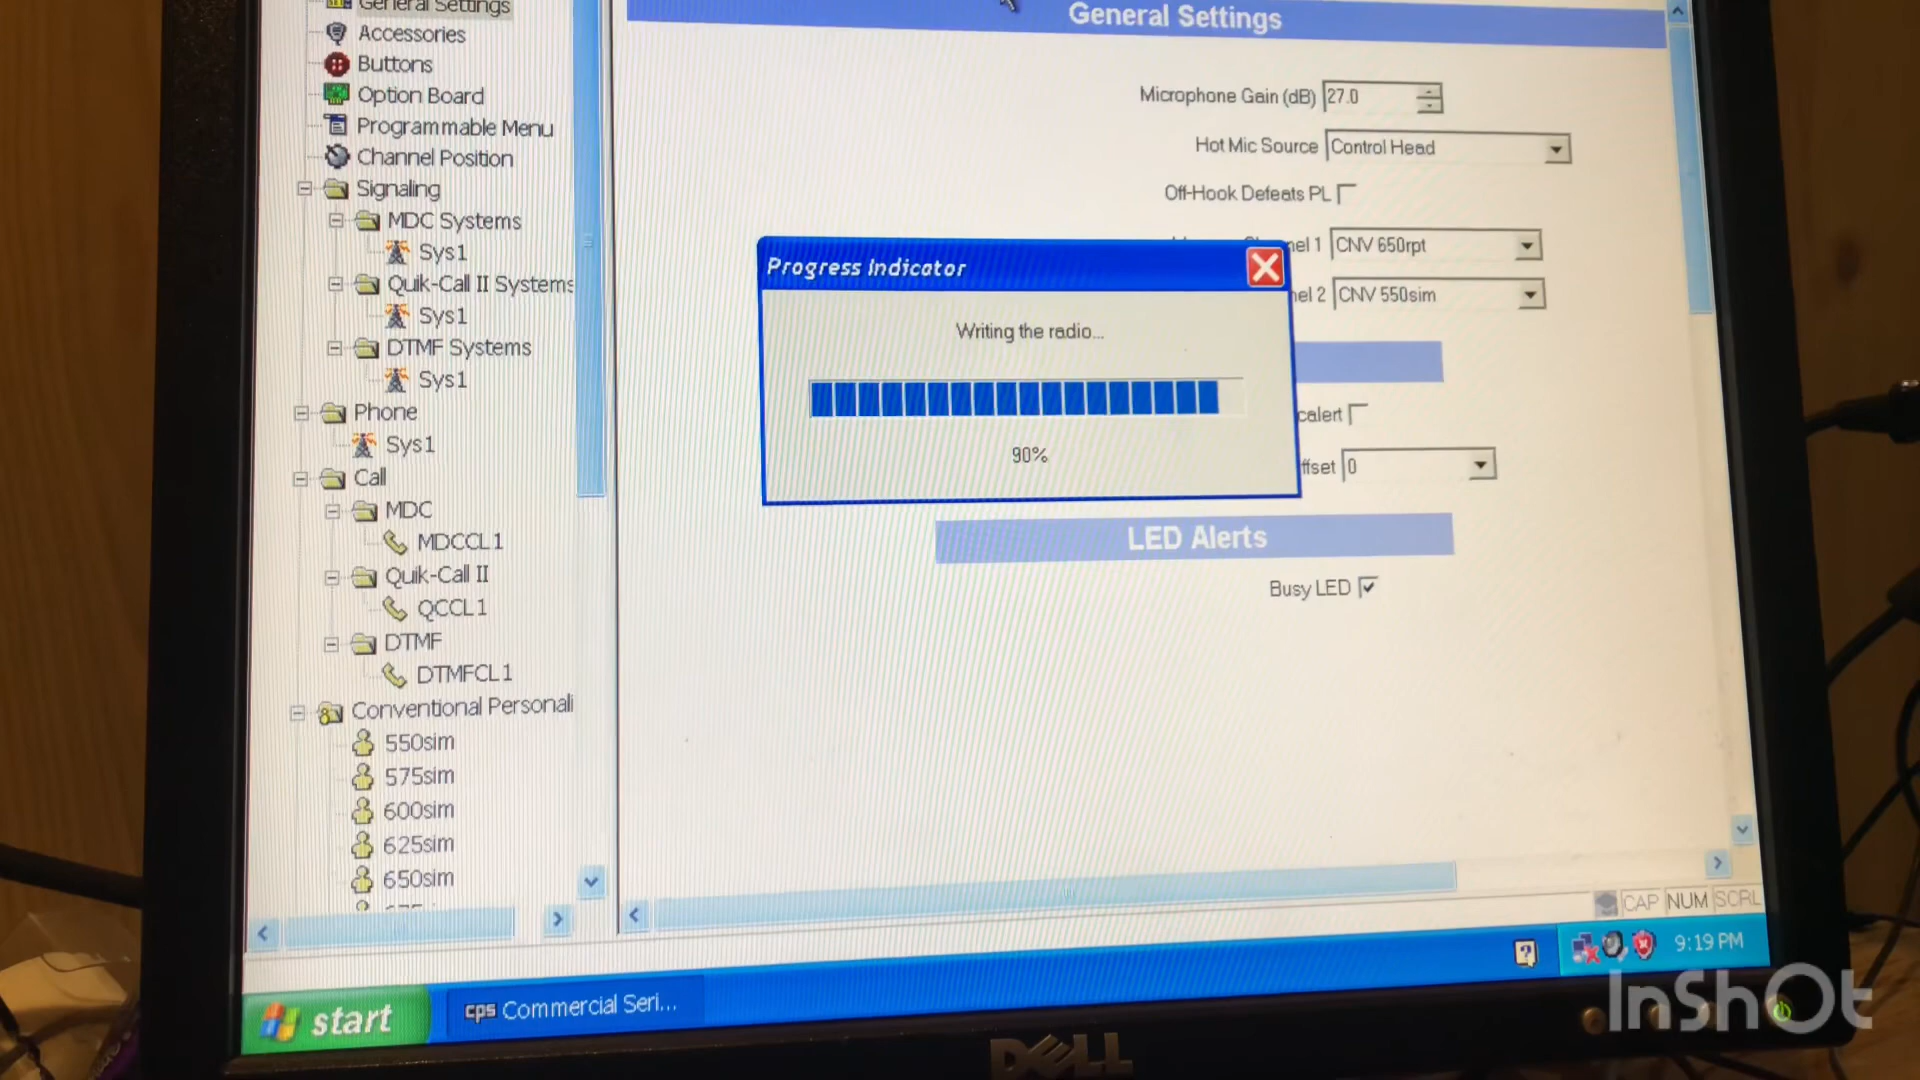 General Settings
Accessories
Buttons
Option Board
Programmable Menu
Channel Position
Signaling
MDC Systems
Sys1
Quik-Call II Systems
Sys1
DTMF Systems
Sys1
Phone
Sys1
Call
MDC
MDCCL1
Quik-Call II
QCCL1
DTMF
DTMFCL1
Conventional Personali
550sim
575sim
600sim
625sim
650sim
General Settings
Microphone Gain (dB) 27.0
Hot Mic Source Control Head
Off-Hook Defeats PL
nel 1 CNV 650rpt
nel 2 CNV 550sim
calert
ffset 0
Progress Indicator
Writing the radio...
90%
LED Alerts
Busy LED
CAP NUM SCRL
start
cps Commercial Seri...
9:19 PM
DELL
InShOt